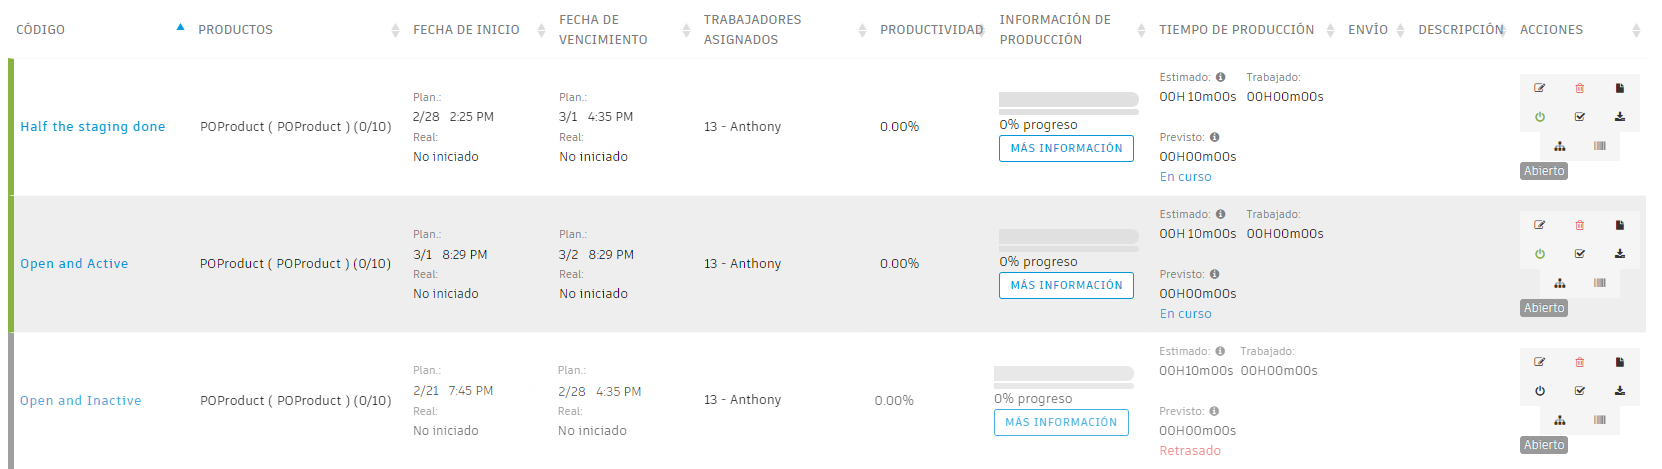 CÓDIGO
PRODUCTOS
FECHA DE INICIO
FECHA DE
VENCIMIENTO
TRABAJADORES
ASIGNADOS
PRODUCTIVIDAD
INFORMACIÓN DE
PRODUCCIÓN
TIEMPO DE PRODUCCIÓN
ENVÍO
DESCRIPCIÓN
ACCIONES
Half the staging done
POProduct ( POProduct ) (0/10)
Plan.:
2/28 2:25 PM
Real:
No iniciado
Plan.:
3/1 4:35 PM
Real:
No iniciado
13 - Anthony
0.00%
0% progreso
MÁS INFORMACIÓN
Estimado: Trabajado:
00H10m00s 00H00m00s
Previsto:
00H00m00s
En curso
Abierto
Open and Active
POProduct ( POProduct ) (0/10)
Plan.:
3/1 8:29 PM
Real:
No iniciado
Plan.:
3/2 8:29 PM
Real:
No iniciado
13 - Anthony
0.00%
0% progreso
MÁS INFORMACIÓN
Estimado: Trabajado:
00H10m00s 00H00m00s
Previsto:
00H00m00s
En curso
Abierto
Open and Inactive
POProduct ( POProduct ) (0/10)
Plan.:
2/21 7:45 PM
Real:
No iniciado
Plan.:
2/28 4:35 PM
Real:
No iniciado
13 - Anthony
0.00%
0% progreso
MÁS INFORMACIÓN
Estimado: Trabajado:
00H10m00s 00H00m00s
Previsto:
00H00m00s
Retrasado
Abierto